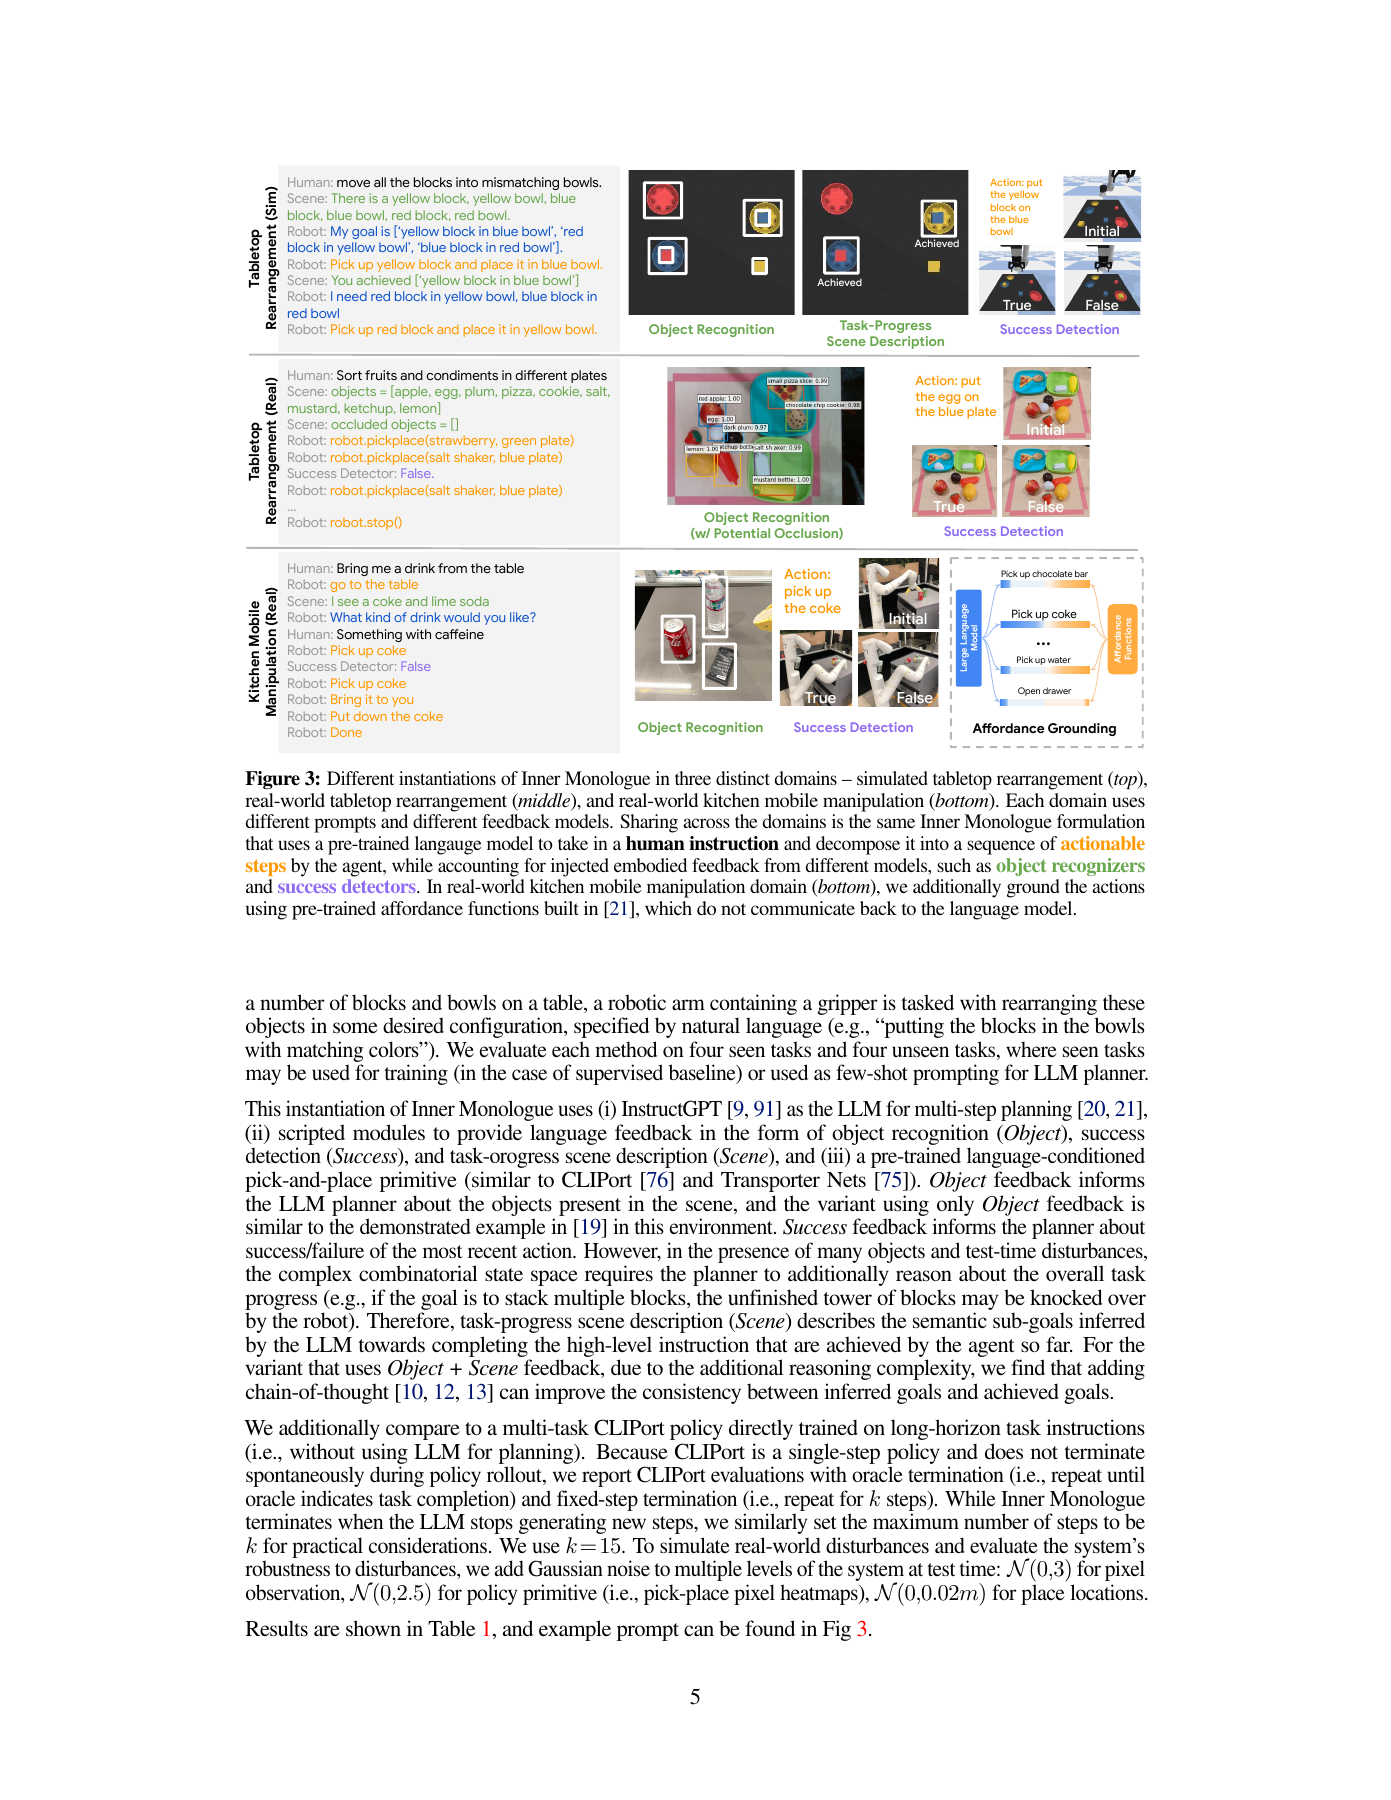 Tabletop
Rearrangement (Sim)
Human: move all the blocks into mismatching bowls.
Scene: There is a yellow block, yellow bowl, blue
block, blue bowl, red block, red bowl.
Robot: My goal is ['yellow block in blue bowl', 'red
block in yellow bowl', 'blue block in red bowl'].
Robot: Pick up yellow block and place it in blue bowl.
Scene: You achieved ['yellow block in blue bowl']
Robot: I need red block in yellow bowl, blue block in
red bowl
Robot: Pick up red block and place it in yellow bowl.
Object Recognition
Achieved
Achieved
Task-Progress
Scene Description
Action: put
the yellow
block on
the blue
bowl
Initial
True
False
Success Detection
Tabletop
Rearrangement (Real)
Human: Sort fruits and condiments in different plates
Scene: objects = [apple, egg, plum, pizza, cookie, salt,
mustard, ketchup, lemon]
Scene: occluded objects = []
Robot: robot.pickplace(strawberry, green plate)
Robot: robot.pickplace(salt shaker, blue plate)
Success Detector: False.
Robot: robot.pickplace(salt shaker, blue plate)
...
Robot: robot.stop()
small pizza slice: 0.99
red apple: 1.00
chocolate chip cookie: 0.98
egg: 1.00
dark plum: 0.97
lemon: 1.00
salt shaker: 0.99
mustard bottle: 1.00
Object Recognition
(w/ Potential Occlusion)
Action: put
the egg on
the blue plate
Initial
True
False
Success Detection
Kitchen Mobile
Manipulation (Real)
Human: Bring me a drink from the table
Robot: go to the table
Scene: I see a coke and lime soda
Robot: What kind of drink would you like?
Human: Something with caffeine
Robot: Pick up coke
Success Detector: False
Robot: Pick up coke
Robot: Bring it to you
Robot: Put down the coke
Robot: Done
Object Recognition
Action:
pick up
the coke
Initial
True
False
Success Detection
Large Language
Model
Pick up chocolate bar
Pick up coke
...
Pick up water
Open drawer
Affordance
Functions
Affordance Grounding
Figure 3: Different instantiations of Inner Monologue in three distinct domains – simulated tabletop rearrangement (top),
real-world tabletop rearrangement (middle), and real-world kitchen mobile manipulation (bottom). Each domain uses
different prompts and different feedback models. Sharing across the domains is the same Inner Monologue formulation
that uses a pre-trained langauge model to take in a human instruction and decompose it into a sequence of actionable
steps by the agent, while accounting for injected embodied feedback from different models, such as object recognizers
and success detectors. In real-world kitchen mobile manipulation domain (bottom), we additionally ground the actions
using pre-trained affordance functions built in [21], which do not communicate back to the language model.
a number of blocks and bowls on a table, a robotic arm containing a gripper is tasked with rearranging these
objects in some desired configuration, specified by natural language (e.g., “putting the blocks in the bowls
with matching colors”). We evaluate each method on four seen tasks and four unseen tasks, where seen tasks
may be used for training (in the case of supervised baseline) or used as few-shot prompting for LLM planner.
This instantiation of Inner Monologue uses (i) InstructGPT [9, 91] as the LLM for multi-step planning [20, 21],
(ii) scripted modules to provide language feedback in the form of object recognition (Object), success
detection (Success), and task-orogress scene description (Scene), and (iii) a pre-trained language-conditioned
pick-and-place primitive (similar to CLIPort [76] and Transporter Nets [75]). Object feedback informs
the LLM planner about the objects present in the scene, and the variant using only Object feedback is
similar to the demonstrated example in [19] in this environment. Success feedback informs the planner about
success/failure of the most recent action. However, in the presence of many objects and test-time disturbances,
the complex combinatorial state space requires the planner to additionally reason about the overall task
progress (e.g., if the goal is to stack multiple blocks, the unfinished tower of blocks may be knocked over
by the robot). Therefore, task-progress scene description (Scene) describes the semantic sub-goals inferred
by the LLM towards completing the high-level instruction that are achieved by the agent so far. For the
variant that uses Object + Scene feedback, due to the additional reasoning complexity, we find that adding
chain-of-thought [10, 12, 13] can improve the consistency between inferred goals and achieved goals.
We additionally compare to a multi-task CLIPort policy directly trained on long-horizon task instructions
(i.e., without using LLM for planning). Because CLIPort is a single-step policy and does not terminate
spontaneously during policy rollout, we report CLIPort evaluations with oracle termination (i.e., repeat until
oracle indicates task completion) and fixed-step termination (i.e., repeat for k steps). While Inner Monologue
terminates when the LLM stops generating new steps, we similarly set the maximum number of steps to be
k for practical considerations. We use k=15. To simulate real-world disturbances and evaluate the system's
robustness to disturbances, we add Gaussian noise to multiple levels of the system at test time: 𝒩(0,3) for pixel
observation, 𝒩(0,2.5) for policy primitive (i.e., pick-place pixel heatmaps), 𝒩(0,0.02m) for place locations.
Results are shown in Table 1, and example prompt can be found in Fig 3.
5